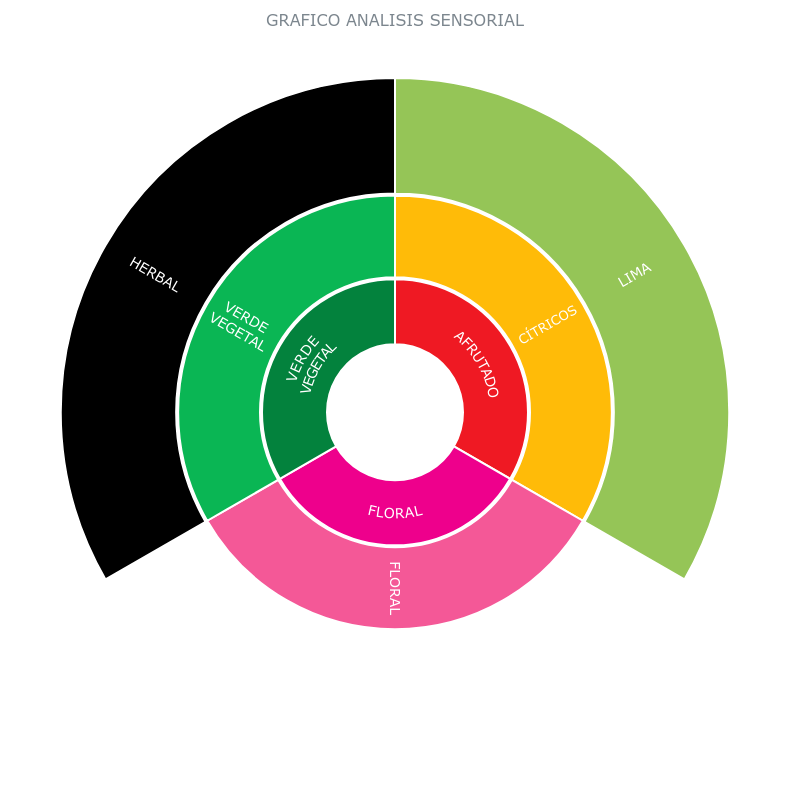 GRAFICO ANALISIS SENSORIAL
HERBAL
LIMA
VERDE
VEGETAL
CÍTRICOS
VERDE
VEGETAL
AFRUTADO
FLORAL
FLORAL